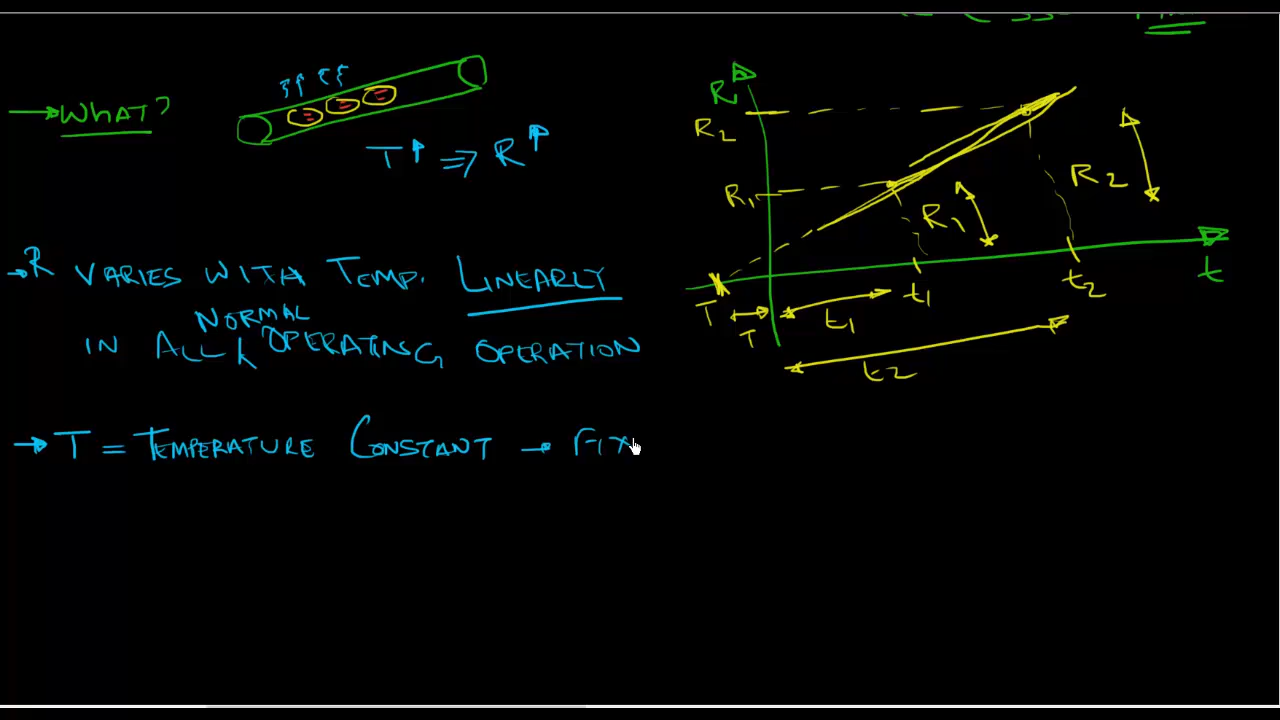 → WHAT?
T↑ ⇒ R↑
→ R VARIES WITH TEMP. LINEARLY
NORMAL
IN ALL OPERATING OPERATION
→ T = TEMPERATURE CONSTANT → FIX
R
R2
R1
R1
R2
T
T
t1
t1
t2
t2
t